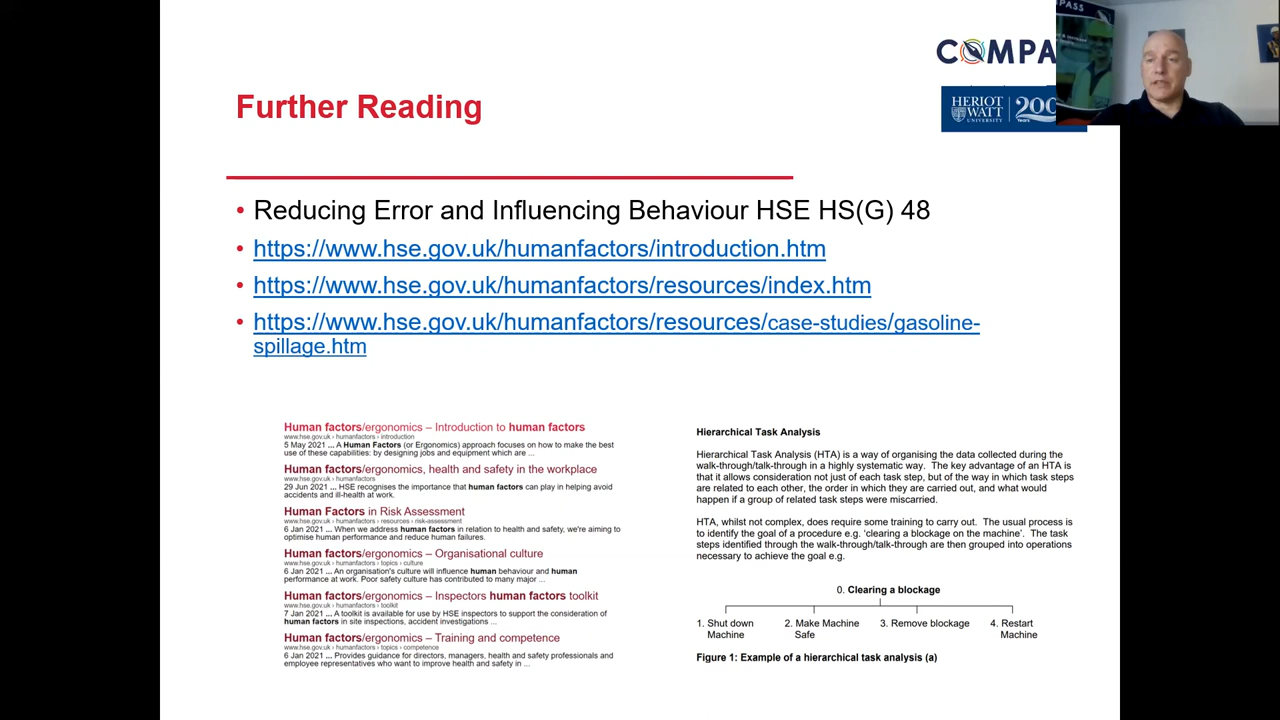 COMPA
PASS
HERIOT
WATT
UNIVERSITY
200
Years
Further Reading
• Reducing Error and Influencing Behaviour HSE HS(G) 48
• https://www.hse.gov.uk/humanfactors/introduction.htm
• https://www.hse.gov.uk/humanfactors/resources/index.htm
• https://www.hse.gov.uk/humanfactors/resources/case-studies/gasoline-
spillage.htm
Human factors/ergonomics – Introduction to human factors
www.hse.gov.uk › humanfactors › introduction
5 May 2021 ... A Human Factors (or Ergonomics) approach focuses on how to make the best
use of these capabilities: by designing jobs and equipment which are ...
Human factors/ergonomics, health and safety in the workplace
www.hse.gov.uk › humanfactors
29 Jun 2021 ... HSE recognises the importance that human factors can play in helping avoid
accidents and ill-health at work.
Human Factors in Risk Assessment
www.hse.gov.uk › humanfactors › resources › risk-assessment
6 Jan 2021 ... When we address human factors in relation to health and safety, we're aiming to
optimise human performance and reduce human failures.
Human factors/ergonomics – Organisational culture
www.hse.gov.uk › humanfactors › topics › culture
6 Jan 2021 ... An organisation's culture will influence human behaviour and human
performance at work. Poor safety culture has contributed to many major ...
Human factors/ergonomics – Inspectors human factors toolkit
www.hse.gov.uk › humanfactors › toolkit
7 Jan 2021 ... A toolkit is available for use by HSE inspectors to support the consideration of
human factors in site inspections, accident investigations ...
Human factors/ergonomics – Training and competence
www.hse.gov.uk › humanfactors › topics › competence
6 Jan 2021 ... Provides guidance for directors, managers, health and safety professionals and
employee representatives who want to improve health and safety in ...
Hierarchical Task Analysis
Hierarchical Task Analysis (HTA) is a way of organising the data collected during the
walk-through/talk-through in a highly systematic way. The key advantage of an HTA is
that it allows consideration not just of each task step, but of the way in which task steps
are related to each other, the order in which they are carried out, and what would
happen if a group of related task steps were miscarried.
HTA, whilst not complex, does require some training to carry out. The usual process is
to identify the goal of a procedure e.g. ‘clearing a blockage on the machine’. The task
steps identified through the walk-through/talk-through are then grouped into operations
necessary to achieve the goal e.g.
0. Clearing a blockage
1. Shut down
Machine
2. Make Machine
Safe
3. Remove blockage
4. Restart
Machine
Figure 1: Example of a hierarchical task analysis (a)